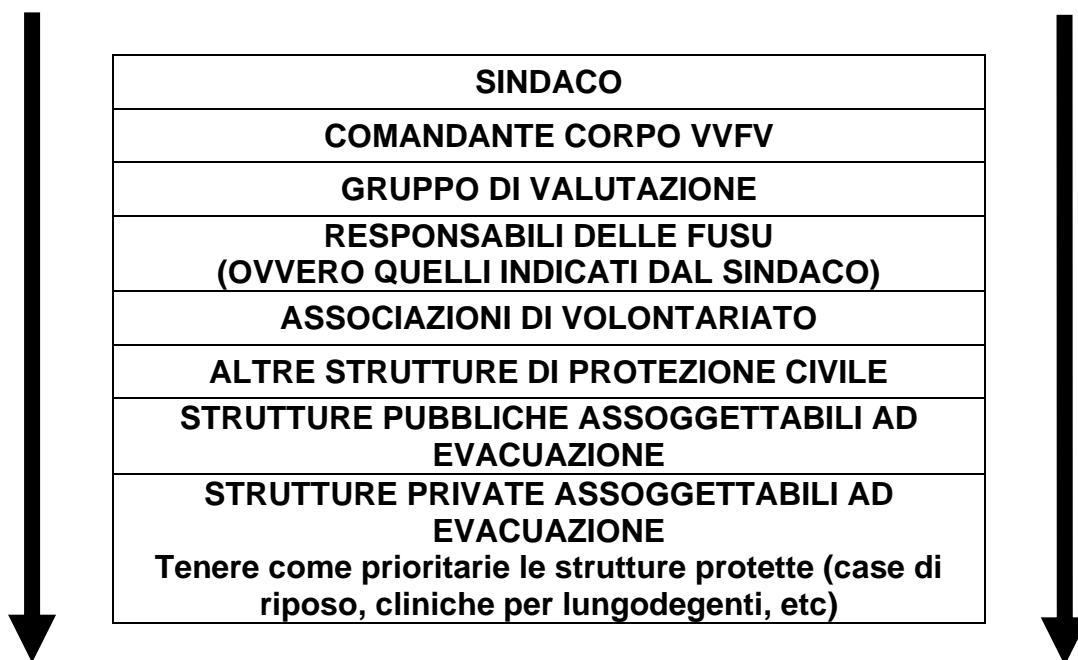 SINDACO
COMANDANTE CORPO VVFV
GRUPPO DI VALUTAZIONE
RESPONSABILI DELLE FUSU
(OVVERO QUELLI INDICATI DAL SINDACO)
ASSOCIAZIONI DI VOLONTARIATO
ALTRE STRUTTURE DI PROTEZIONE CIVILE
STRUTTURE PUBBLICHE ASSOGGETTABILI AD
EVACUAZIONE
STRUTTURE PRIVATE ASSOGGETTABILI AD
EVACUAZIONE
Tenere come prioritarie le strutture protette (case di
riposo, cliniche per lungodegenti, etc)